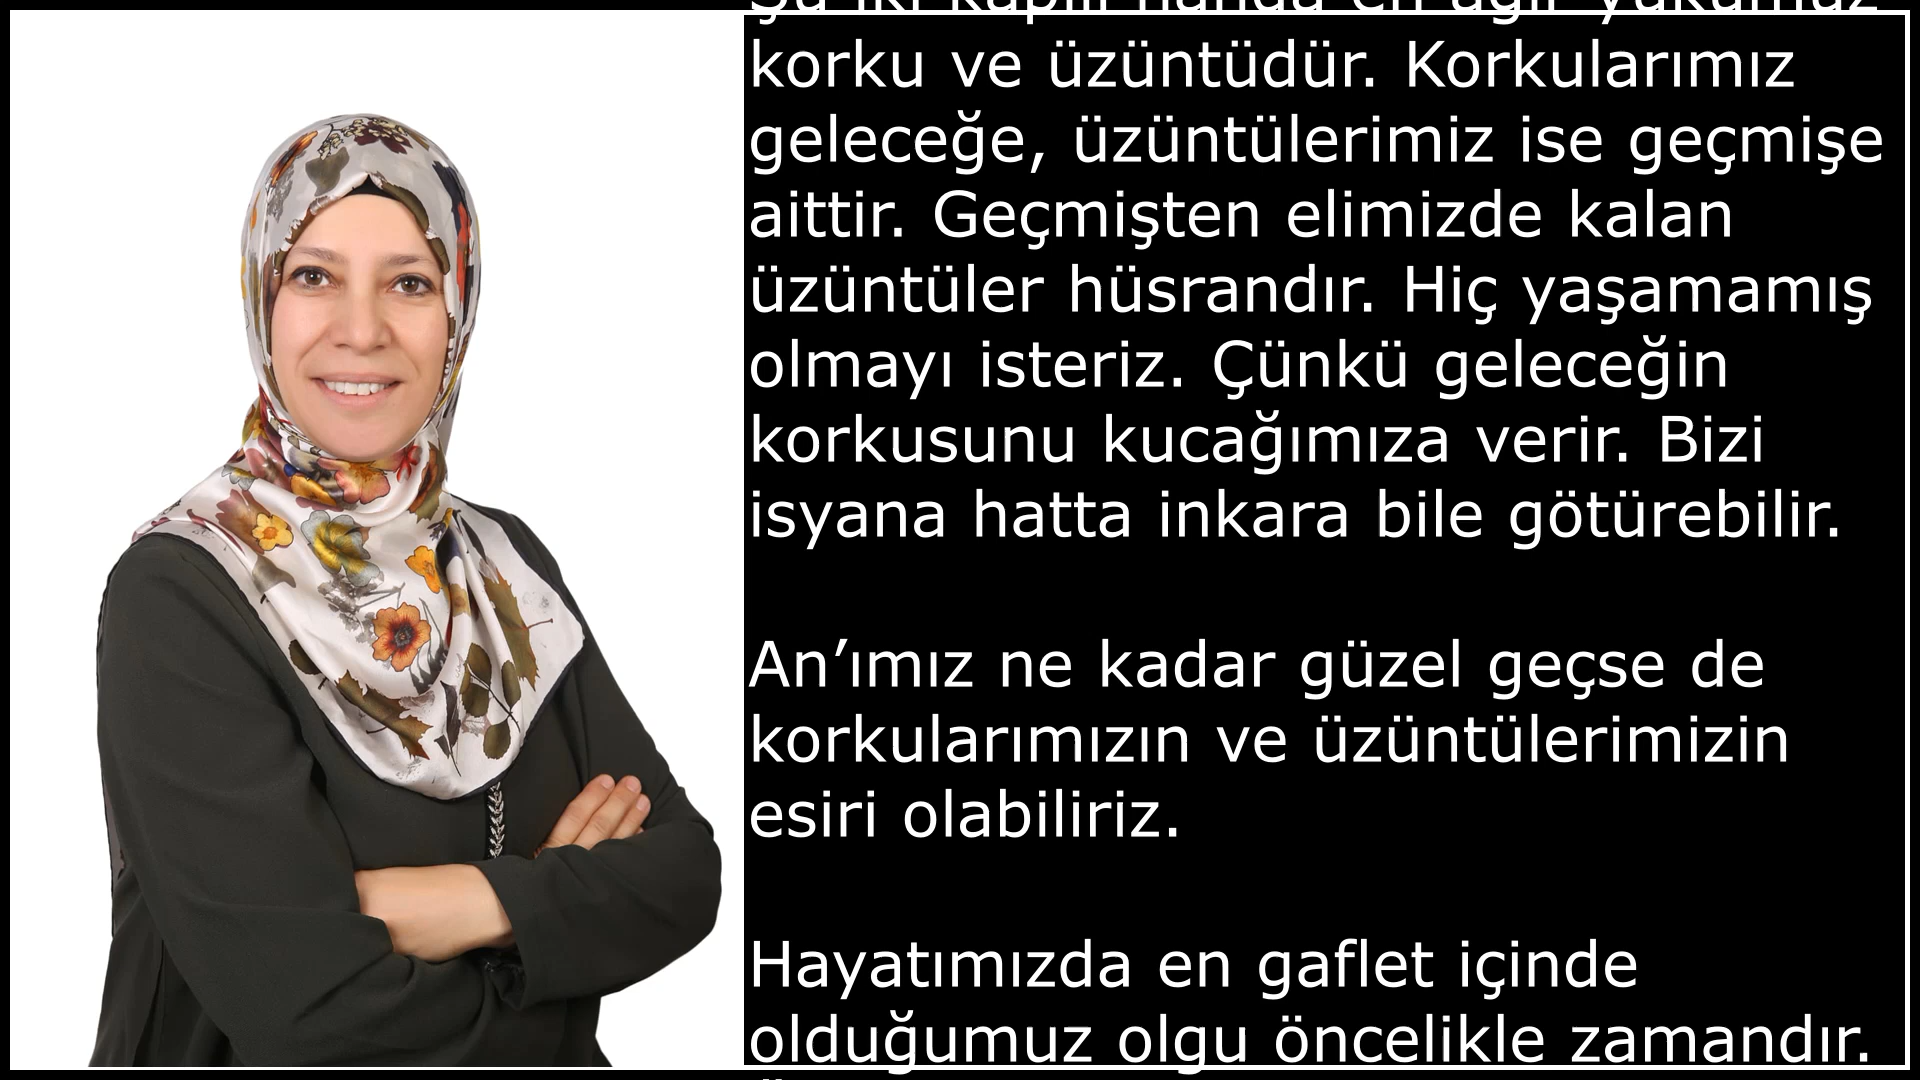 korku ve üzüntüdür. Korkularımız
geleceğe, üzüntülerimiz ise geçmişe
aittir. Geçmişten elimizde kalan
üzüntüler hüsrandır. Hiç yaşamamış
olmayı isteriz. Çünkü geleceğin
korkusunu kucağımıza verir. Bizi
isyana hatta inkara bile götürebilir.
An’ımız ne kadar güzel geçse de
korkularımızın ve üzüntülerimizin
esiri olabiliriz.
Hayatımızda en gaflet içinde
olduğumuz olgu öncelikle zamandır.